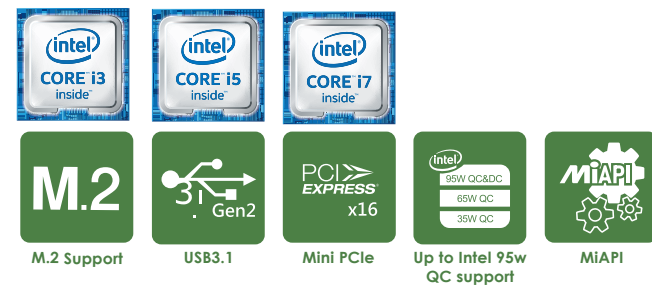 intel
CORE i3
inside
intel
CORE i5
inside
intel
CORE i7
inside
M.2
3.1
Gen2
PCI
EXPRESS
x16
intel
95W QC&DC
65W QC
35W QC
MiAPI
M.2 Support
USB3.1
Mini PCIe
Up to Intel 95w
QC support
MiAPI